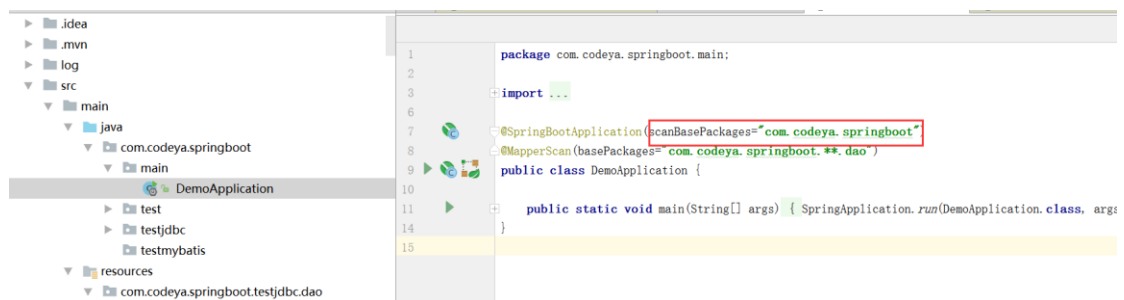 .idea
.mvn
log
src
main
java
com.codeya.springboot
main
DemoApplication
test
testjdbc
testmybatis
resources
com.codeya.springboot.testjdbc.dao
1 package com.codeya.springboot.main;
2
3 import ...
6
7 @SpringBootApplication(scanBasePackages="com.codeya.springboot")
8 @MapperScan(basePackages="com.codeya.springboot.**.dao")
9 public class DemoApplication {
10
11 public static void main(String[] args) { SpringApplication.run(DemoApplication.class, args
14 }
15